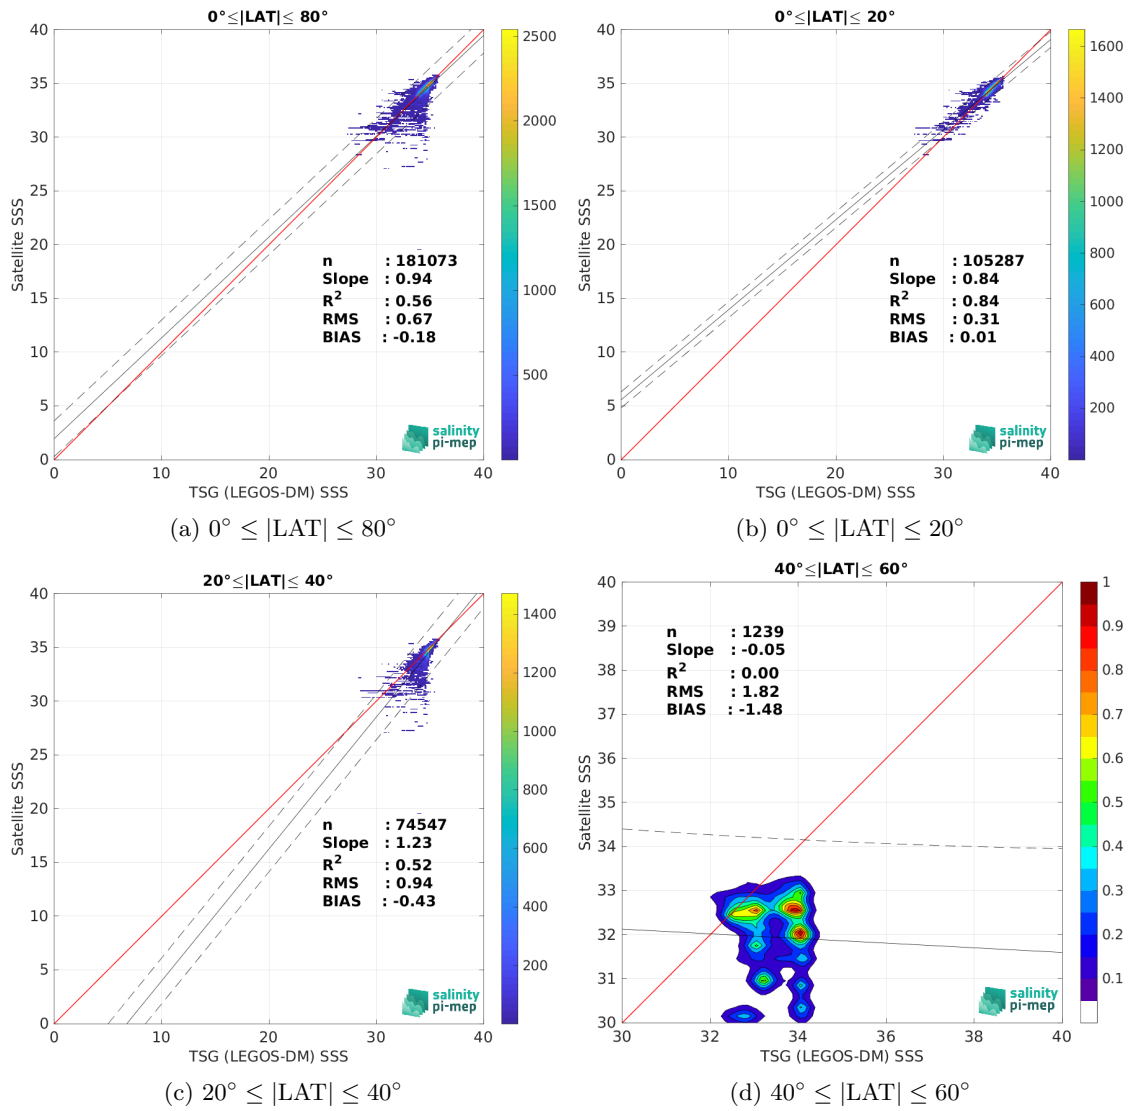 0°≤|LAT|≤ 80°
40
35
30
25
20
15
10
5
0
Satellite SSS
n : 181073
Slope : 0.94
R² : 0.56
RMS : 0.67
BIAS : -0.18
salinity
pi-mep
0 10 20 30 40
TSG (LEGOS-DM) SSS
2500
2000
1500
1000
500
(a) 0° ≤ |LAT| ≤ 80°
0°≤|LAT|≤ 20°
40
35
30
25
20
15
10
5
0
Satellite SSS
n : 105287
Slope : 0.84
R² : 0.84
RMS : 0.31
BIAS : 0.01
salinity
pi-mep
0 10 20 30 40
TSG (LEGOS-DM) SSS
1600
1400
1200
1000
800
600
400
200
(b) 0° ≤ |LAT| ≤ 20°
20°≤|LAT|≤ 40°
40
35
30
25
20
15
10
5
0
Satellite SSS
n : 74547
Slope : 1.23
R² : 0.52
RMS : 0.94
BIAS : -0.43
salinity
pi-mep
0 10 20 30 40
TSG (LEGOS-DM) SSS
1400
1200
1000
800
600
400
200
(c) 20° ≤ |LAT| ≤ 40°
40°≤|LAT|≤ 60°
40
39
38
37
36
35
34
33
32
31
30
Satellite SSS
n : 1239
Slope : -0.05
R² : 0.00
RMS : 1.82
BIAS : -1.48
salinity
pi-mep
30 32 34 36 38 40
TSG (LEGOS-DM) SSS
1
0.9
0.8
0.7
0.6
0.5
0.4
0.3
0.2
0.1
(d) 40° ≤ |LAT| ≤ 60°